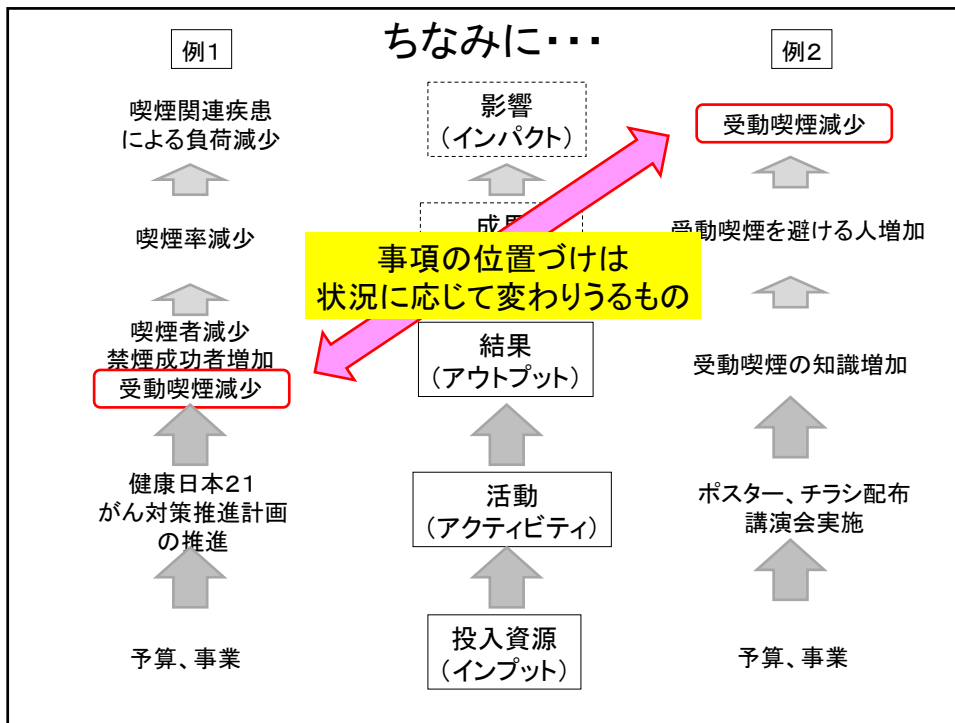 ちなみに・・・
例1
喫煙関連疾患
による負荷減少
喫煙率減少
喫煙者減少
禁煙成功者増加
受動喫煙減少
健康日本21
がん対策推進計画
の推進
予算、事業
影響
(インパクト)
事項の位置づけは
状況に応じて変わりうるもの
結果
(アウトプット)
活動
(アクティビティ)
投入資源
(インプット)
例2
受動喫煙減少
受動喫煙を避ける人増加
受動喫煙の知識増加
ポスター、チラシ配布
講演会実施
予算、事業